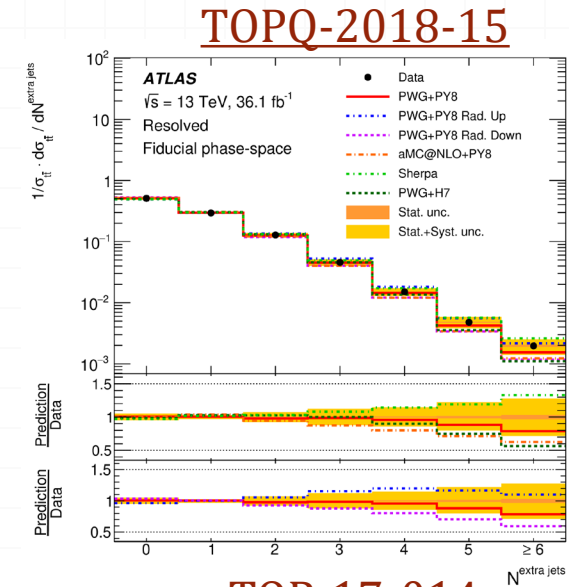 TOPQ-2018-15
10²
10
1
10⁻¹
10⁻²
10⁻³
1/σ_tt̄ · dσ_tt̄ / dN^extra jets
ATLAS
√s = 13 TeV, 36.1 fb⁻¹
Resolved
Fiducial phase-space
Data
PWG+PY8
PWG+PY8 Rad. Up
PWG+PY8 Rad. Down
aMC@NLO+PY8
Sherpa
PWG+H7
Stat. unc.
Stat.+Syst. unc.
Prediction
Data
1.5
1
0.5
Prediction
Data
1.5
1
0.5
0 1 2 3 4 5 ≥ 6
N^extra jets